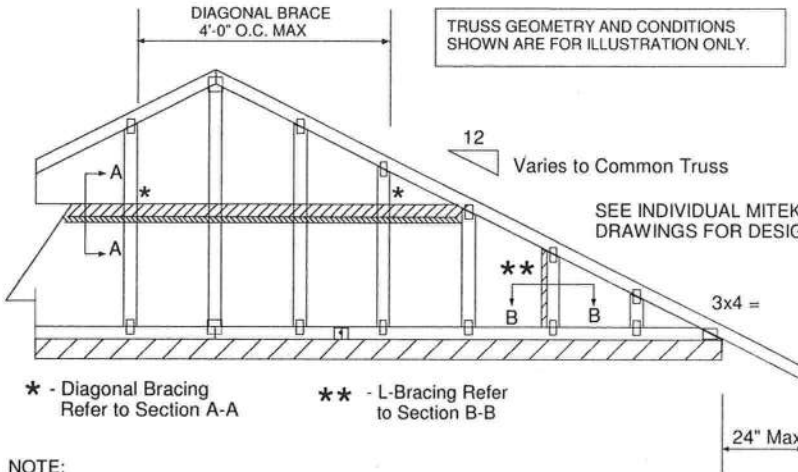 DIAGONAL BRACE
4'-0" O.C. MAX
TRUSS GEOMETRY AND CONDITIONS
SHOWN ARE FOR ILLUSTRATION ONLY.
12
Varies to Common Truss
A
*
*
A
SEE INDIVIDUAL MITEK
DRAWINGS FOR DESIG
**
B
B
3x4 =
* - Diagonal Bracing
Refer to Section A-A
** - L-Bracing Refer
to Section B-B
24" Max
NOTE: